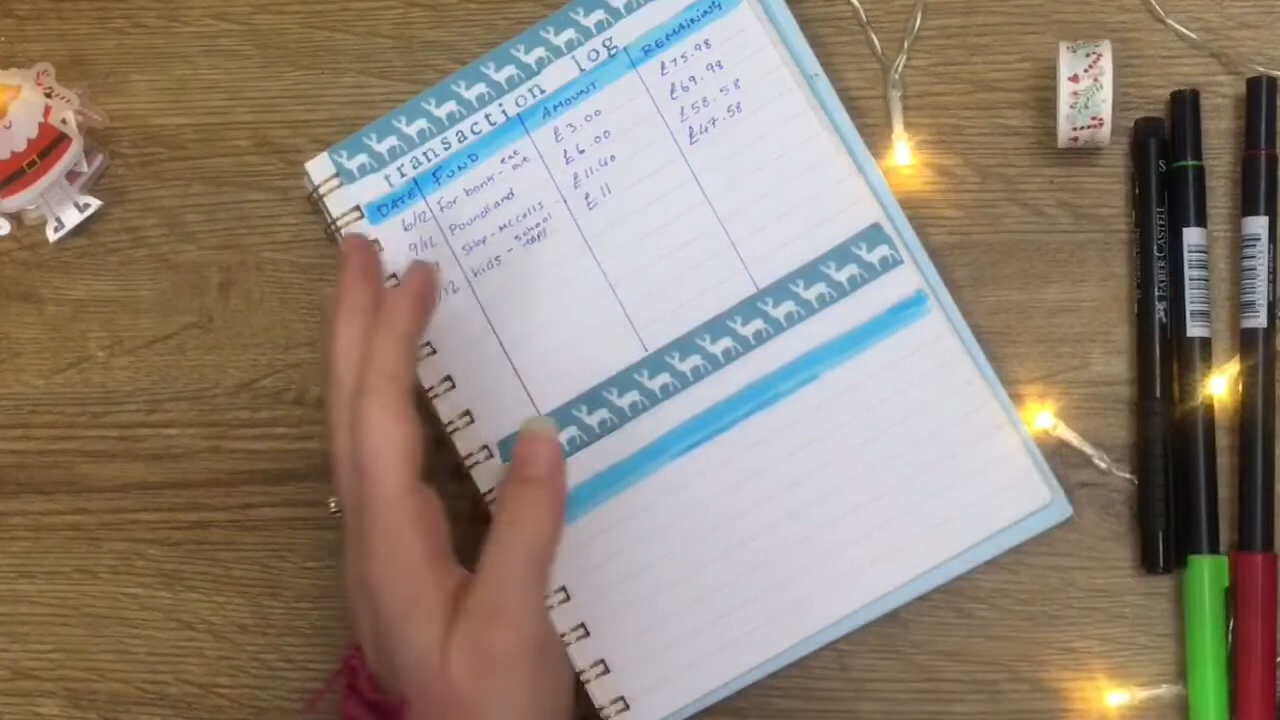 transaction log
DATE FUND AMOUNT REMAINING
6/12 For bank - eat out £3.00 £75.98
9/12 Poundland £6.00 £69.98
Shop - McColls £11.40 £58.58
/12 kids - school £11 £47.58
FABER-CASTELL S